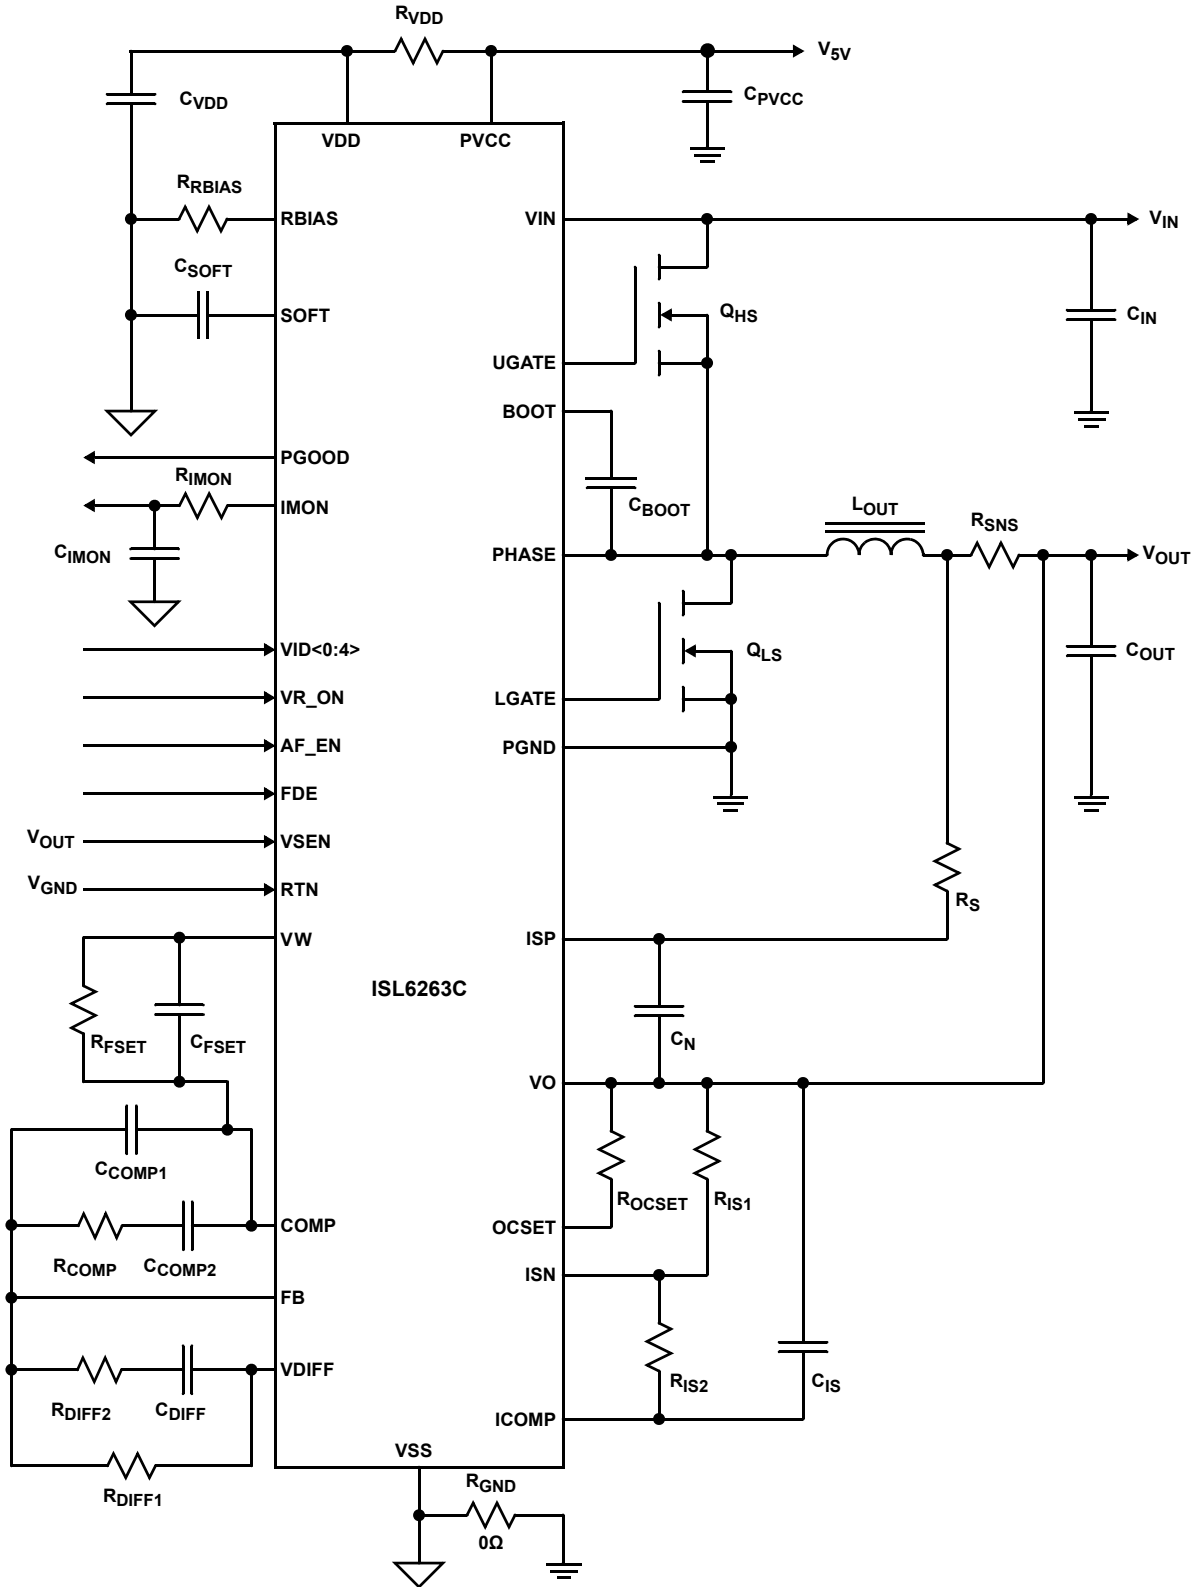 RVDD
V5V
CVDD
CPVCC
VDD
PVCC
RRBIAS
RBIAS
VIN
VIN
CSOFT
SOFT
QHS
CIN
UGATE
BOOT
PGOOD
RIMON
IMON
CBOOT
LOUT
RSNS
CIMON
PHASE
VOUT
VID<0:4>
QLS
COUT
VR_ON
LGATE
AF_EN
PGND
FDE
VOUT
VSEN
VGND
RTN
RS
VW
ISP
ISL6263C
RFSET
CFSET
CN
VO
CCOMP1
ROCSET
RIS1
COMP
OCSET
RCOMP
CCOMP2
ISN
FB
VDIFF
RIS2
CIS
RDIFF2
CDIFF
ICOMP
VSS
RDIFF1
RGND
0Ω